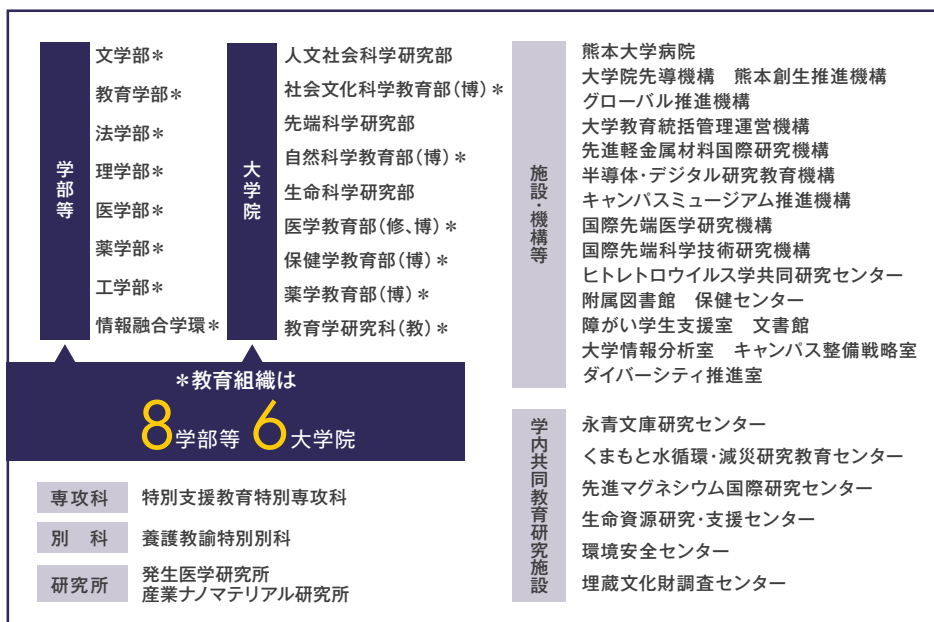 学部等
文学部＊
教育学部＊
法学部＊
理学部＊
医学部＊
薬学部＊
工学部＊
情報融合学環＊
大学院
人文社会科学研究部
社会文化科学教育部(博)＊
先端科学研究部
自然科学教育部(博)＊
生命科学研究部
医学教育部(修、博)＊
保健学教育部(博)＊
薬学教育部(博)＊
教育学研究科(教)＊
＊教育組織は
8学部等 6大学院
専攻科 特別支援教育特別専攻科
別　科 養護教諭特別別科
研究所
発生医学研究所
産業ナノマテリアル研究所
施設・機構等
熊本大学病院
大学院先導機構　熊本創生推進機構
グローバル推進機構
大学教育統括管理運営機構
先進軽金属材料国際研究機構
半導体・デジタル研究教育機構
キャンパスミュージアム推進機構
国際先端医学研究機構
国際先端科学技術研究機構
ヒトレトロウイルス学共同研究センター
附属図書館　保健センター
障がい学生支援室　文書館
大学情報分析室　キャンパス整備戦略室
ダイバーシティ推進室
学内共同教育研究施設
永青文庫研究センター
くまもと水循環・減災研究教育センター
先進マグネシウム国際研究センター
生命資源研究・支援センター
環境安全センター
埋蔵文化財調査センター